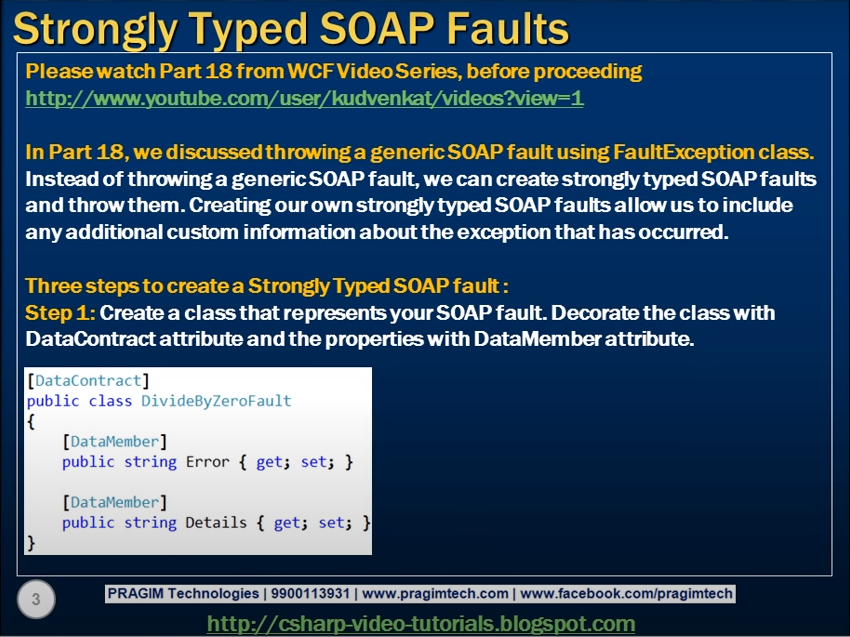 Strongly Typed SOAP Faults
Please watch Part 18 from WCF Video Series, before proceeding
http://www.youtube.com/user/kudvenkat/videos?view=1
In Part 18, we discussed throwing a generic SOAP fault using FaultException class.
Instead of throwing a generic SOAP fault, we can create strongly typed SOAP faults
and throw them. Creating our own strongly typed SOAP faults allow us to include
any additional custom information about the exception that has occurred.
Three steps to create a Strongly Typed SOAP fault :
Step 1: Create a class that represents your SOAP fault. Decorate the class with
DataContract attribute and the properties with DataMember attribute.
[DataContract]
public class DivideByZeroFault
{
[DataMember]
public string Error { get; set; }
[DataMember]
public string Details { get; set; }
}
3
PRAGIM Technologies | 9900113931 | www.pragimtech.com | www.facebook.com/pragimtech
http://csharp-video-tutorials.blogspot.com